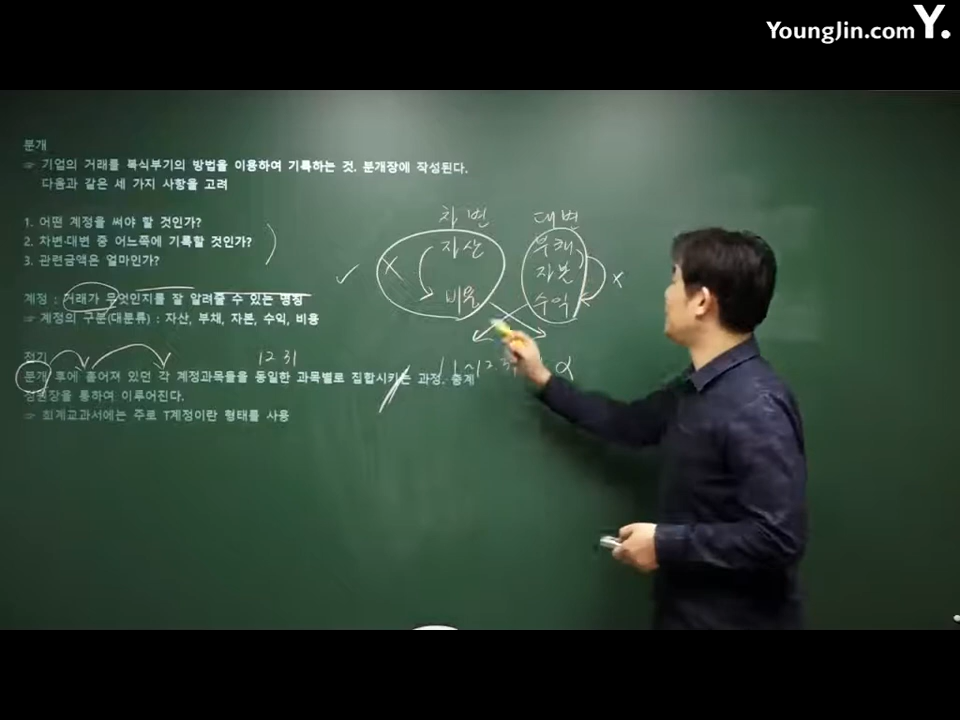 YoungJin.com Y.
분개
☞ 기업의 거래를 복식부기의 방법을 이용하여 기록하는 것. 분개장에 작성된다.
다음과 같은 세 가지 사항을 고려
1. 어떤 계정을 써야 할 것인가?
2. 차변·대변 중 어느쪽에 기록할 것인가?
3. 관련금액은 얼마인가?
계정 : 거래가 무엇인지를 잘 알려줄 수 있는 명칭
☞ 계정의 구분(대분류) : 자산, 부채, 자본, 수익, 비용
전기
분개 후에 흩어져 있던 각 계정과목들을 동일한 과목별로 집합시키는 과정. 총계
정원장을 통하여 이루어진다.
☞ 회계교과서에는 주로 T계정이란 형태를 사용
12 31
차변 대변
자산 부채
자본
비용 수익